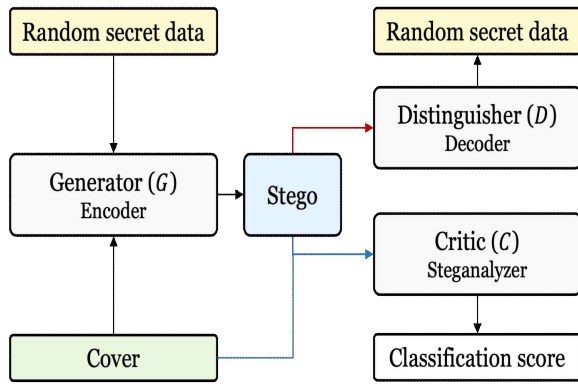 Random secret data
Random secret data
Generator (G)
Encoder
Stego
Distinguisher (D)
Decoder
Critic (C)
Steganalyzer
Cover
Classification score